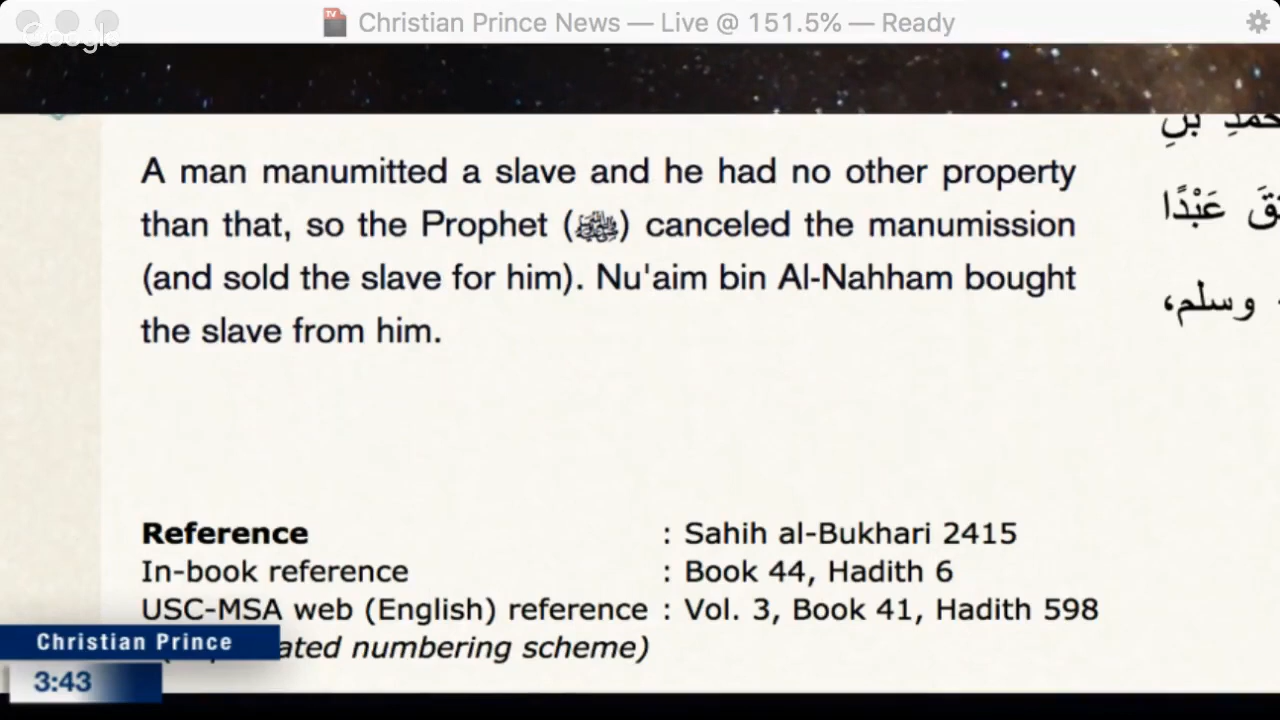 Christian Prince News — Live @ 151.5% — Ready
Google
A man manumitted a slave and he had no other property
than that, so the Prophet (ﷺ) canceled the manumission
(and sold the slave for him). Nu'aim bin Al-Nahham bought
the slave from him.
بْنِ
عَبْدًا
وسلم،
Reference : Sahih al-Bukhari 2415
In-book reference : Book 44, Hadith 6
USC-MSA web (English) reference : Vol. 3, Book 41, Hadith 598
numbering scheme)
Christian Prince
3:43